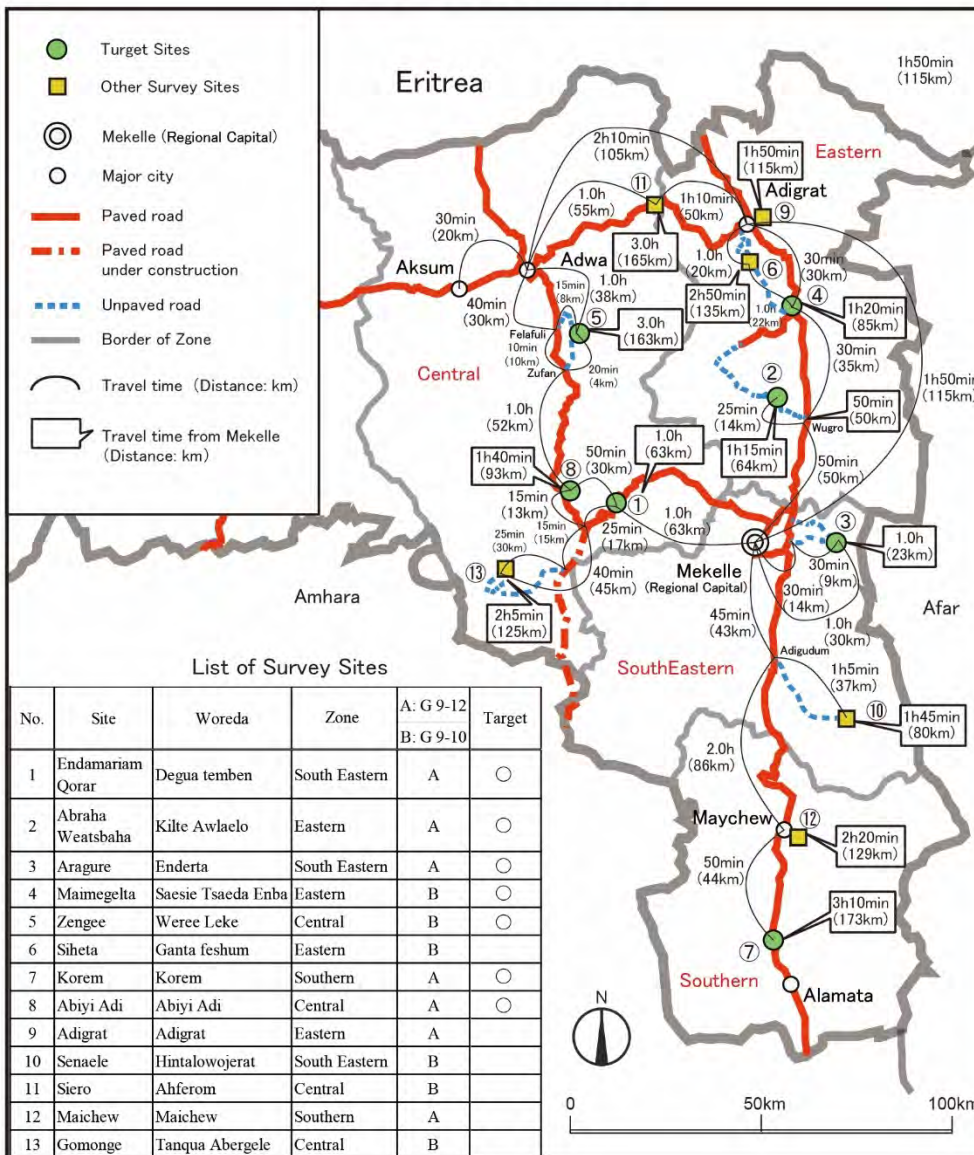 Turget Sites
Other Survey Sites
Mekelle (Regional Capital)
Major city
Paved road
Paved road
under construction
Unpaved road
Border of Zone
Travel time (Distance: km)
Travel time from Mekelle
(Distance: km)
Eritrea
1h50min
(115km)
Eastern
2h10min
(105km)
1h50min
(115km)
Adigrat
⑪
1h10min
(50km)
⑨
1.0h
(55km)
30min
(20km)
3.0h
(165km)
1.0h
(20km)
⑥
30min
(30km)
Aksum
Adwa
2h50min
(135km)
④
15min
(8km)
1.0h
(38km)
1.0h
(22km)
1h20min
(85km)
40min
(30km)
⑤
3.0h
(163km)
Felafuli
10min
(10km)
Zufan
20min
(4km)
30min
(35km)
Central
②
1h50min
(115km)
50min
(50km)
Wugro
25min
(14km)
1h15min
(64km)
1.0h
(52km)
1.0h
(63km)
50min
(30km)
1h40min
(93km)
⑧
50min
(50km)
15min
(13km)
①
1.0h
(63km)
③
15min
(15km)
25min
(17km)
1.0h
(23km)
25min
(30km)
⑬
40min
(45km)
Mekelle
(Regional Capital)
30min
(9km)
30min
(14km)
Amhara
2h5min
(125km)
Afar
45min
(43km)
1.0h
(30km)
Adigudum
SouthEastern
1h5min
(37km)
⑩
1h45min
(80km)
2.0h
(86km)
Maychew
⑫
2h20min
(129km)
50min
(44km)
3h10min
(173km)
⑦
Southern
Alamata
N
0 50km 100km
List of Survey Sites
No. Site Woreda Zone A: G 9-12 B: G 9-10 Target
1 Endamariam Qorar Degua temben South Eastern A ○
2 Abraha Weatsbaha Kilte Awlaelo Eastern A ○
3 Aragure Enderta South Eastern A ○
4 Maimegelta Saesie Tsaeda Enba Eastern B ○
5 Zengee Weree Leke Central B ○
6 Siheta Ganta feshum Eastern B
7 Korem Korem Southern A ○
8 Abiyi Adi Abiyi Adi Central A ○
9 Adigrat Adigrat Eastern A
10 Senaele Hintalowojerat South Eastern B
11 Siero Ahferom Central B
12 Maichew Maichew Southern A
13 Gomonge Tanqua Abergele Central B